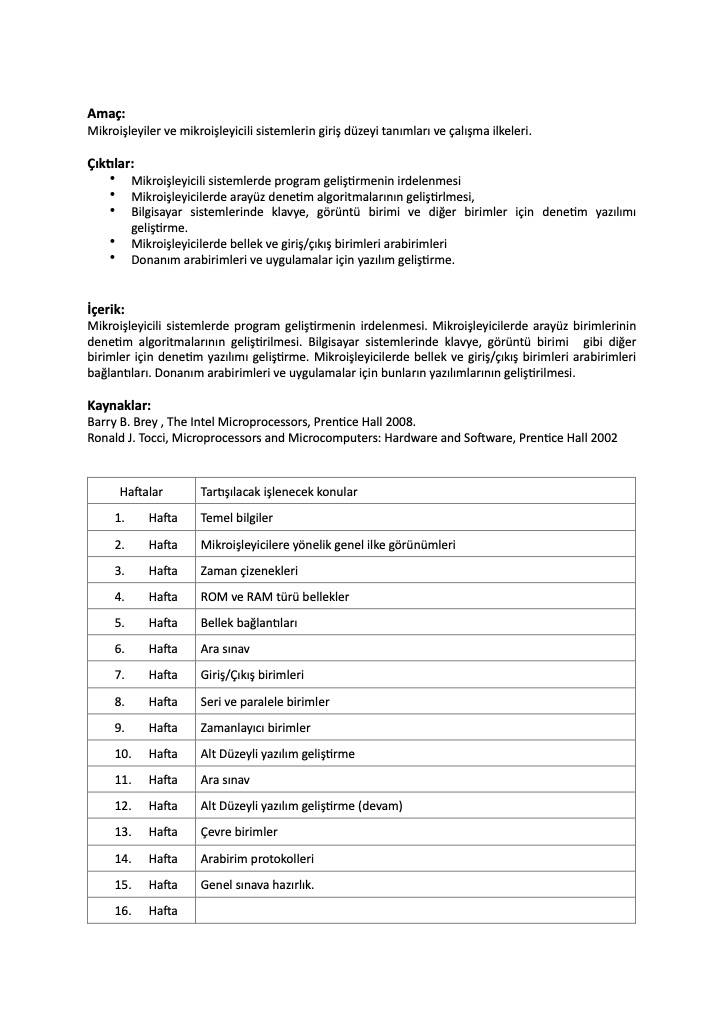 Amaç:
Mikroişleyiler ve mikroişleyicili sistemlerin giriş düzeyi tanımları ve çalışma ilkeleri.
Çıktılar:
• Mikroişleyicili sistemlerde program geliştirmenin irdelenmesi
• Mikroişleyicilerde arayüz denetim algoritmalarının geliştirlmesi,
• Bilgisayar sistemlerinde klavye, görüntü birimi ve diğer birimler için denetim yazılımı
geliştirme.
• Mikroişleyicilerde bellek ve giriş/çıkış birimleri arabirimleri
• Donanım arabirimleri ve uygulamalar için yazılım geliştirme.
İçerik:
Mikroişleyicili sistemlerde program geliştirmenin irdelenmesi. Mikroişleyicilerde arayüz birimlerinin
denetim algoritmalarının geliştirilmesi. Bilgisayar sistemlerinde klavye, görüntü birimi gibi diğer
birimler için denetim yazılımı geliştirme. Mikroişleyicilerde bellek ve giriş/çıkış birimleri arabirimleri
bağlantıları. Donanım arabirimleri ve uygulamalar için bunların yazılımlarının geliştirilmesi.
Kaynaklar:
Barry B. Brey , The Intel Microprocessors, Prentice Hall 2008.
Ronald J. Tocci, Microprocessors and Microcomputers: Hardware and Software, Prentice Hall 2002
Haftalar Tartışılacak işlenecek konular
1. Hafta Temel bilgiler
2. Hafta Mikroişleyicilere yönelik genel ilke görünümleri
3. Hafta Zaman çizenekleri
4. Hafta ROM ve RAM türü bellekler
5. Hafta Bellek bağlantıları
6. Hafta Ara sınav
7. Hafta Giriş/Çıkış birimleri
8. Hafta Seri ve paralele birimler
9. Hafta Zamanlayıcı birimler
10. Hafta Alt Düzeyli yazılım geliştirme
11. Hafta Ara sınav
12. Hafta Alt Düzeyli yazılım geliştirme (devam)
13. Hafta Çevre birimler
14. Hafta Arabirim protokolleri
15. Hafta Genel sınava hazırlık.
16. Hafta